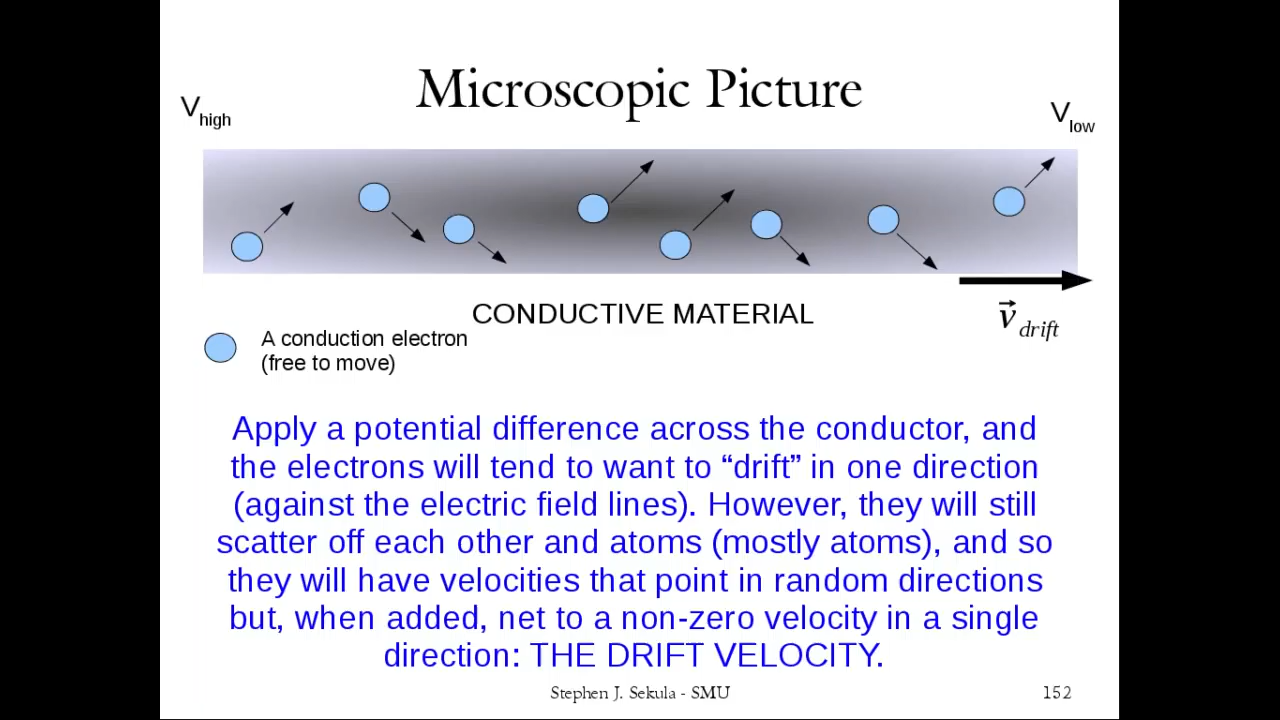 Microscopic Picture
Vhigh
Vlow
v drift
CONDUCTIVE MATERIAL
A conduction electron
(free to move)
Apply a potential difference across the conductor, and
the electrons will tend to want to “drift” in one direction
(against the electric field lines). However, they will still
scatter off each other and atoms (mostly atoms), and so
they will have velocities that point in random directions
but, when added, net to a non-zero velocity in a single
direction: THE DRIFT VELOCITY.
Stephen J. Sekula - SMU
152